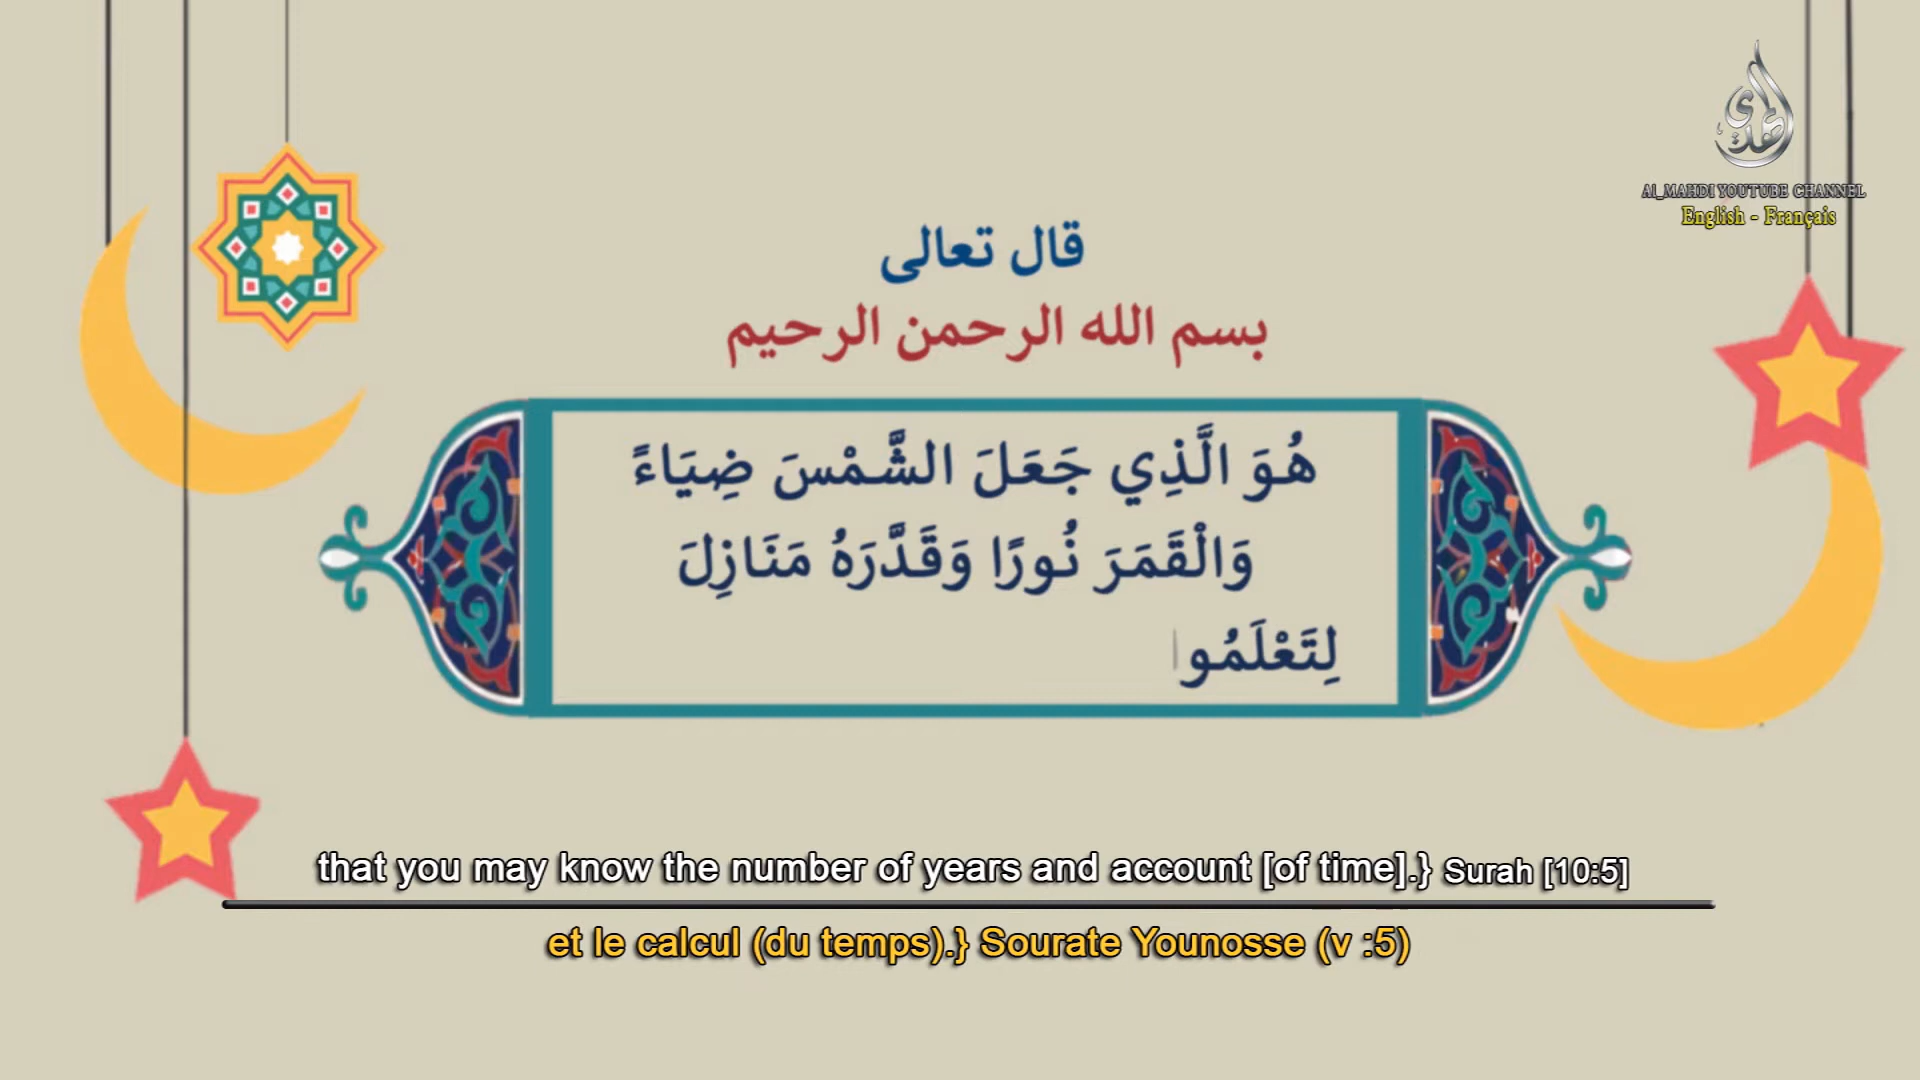 Al_MAHDI YOUTUBE CHANNEL
English - Français
قال تعالى
بسم الله الرحمن الرحيم
هُوَ الَّذِي جَعَلَ الشَّمْسَ ضِيَاءً
وَالْقَمَرَ نُورًا وَقَدَّرَهُ مَنَازِلَ
لِتَعْلَمُوا
that you may know the number of years and account [of time].} Surah [10:5]
et le calcul (du temps).} Sourate Younosse (v :5)